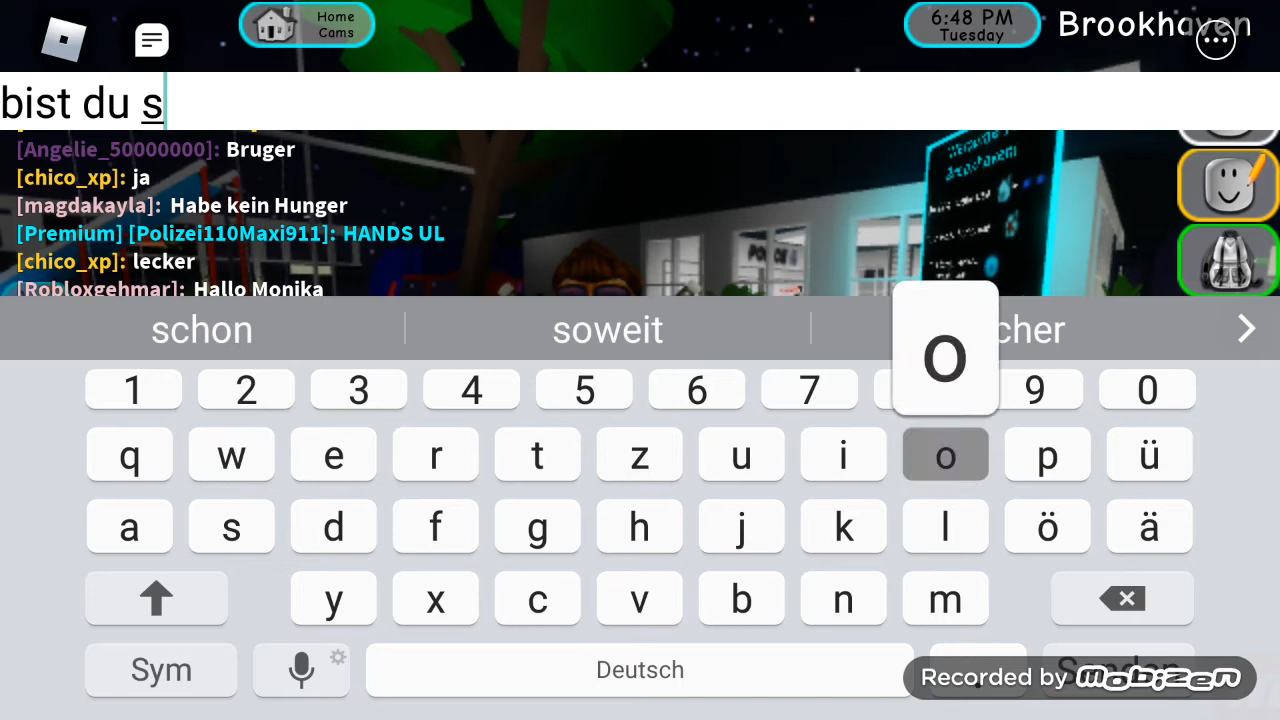 Home
Cams
6:48 PM
Tuesday
Brookhaven
bist du s
[Angelie_50000000]: Bruger
[chico_xp]: ja
[magdakayla]: Habe kein Hunger
[Premium] [Polizei110Maxi911]: HANDS UL
[chico_xp]: lecker
[Robloxgehmar]: Hallo Monika
POLICE
schon soweit cher
o
1 2 3 4 5 6 7 9 0
q w e r t z u i o p ü
a s d f g h j k l ö ä
y x c v b n m
Sym Deutsch Senden
Recorded by mobizen